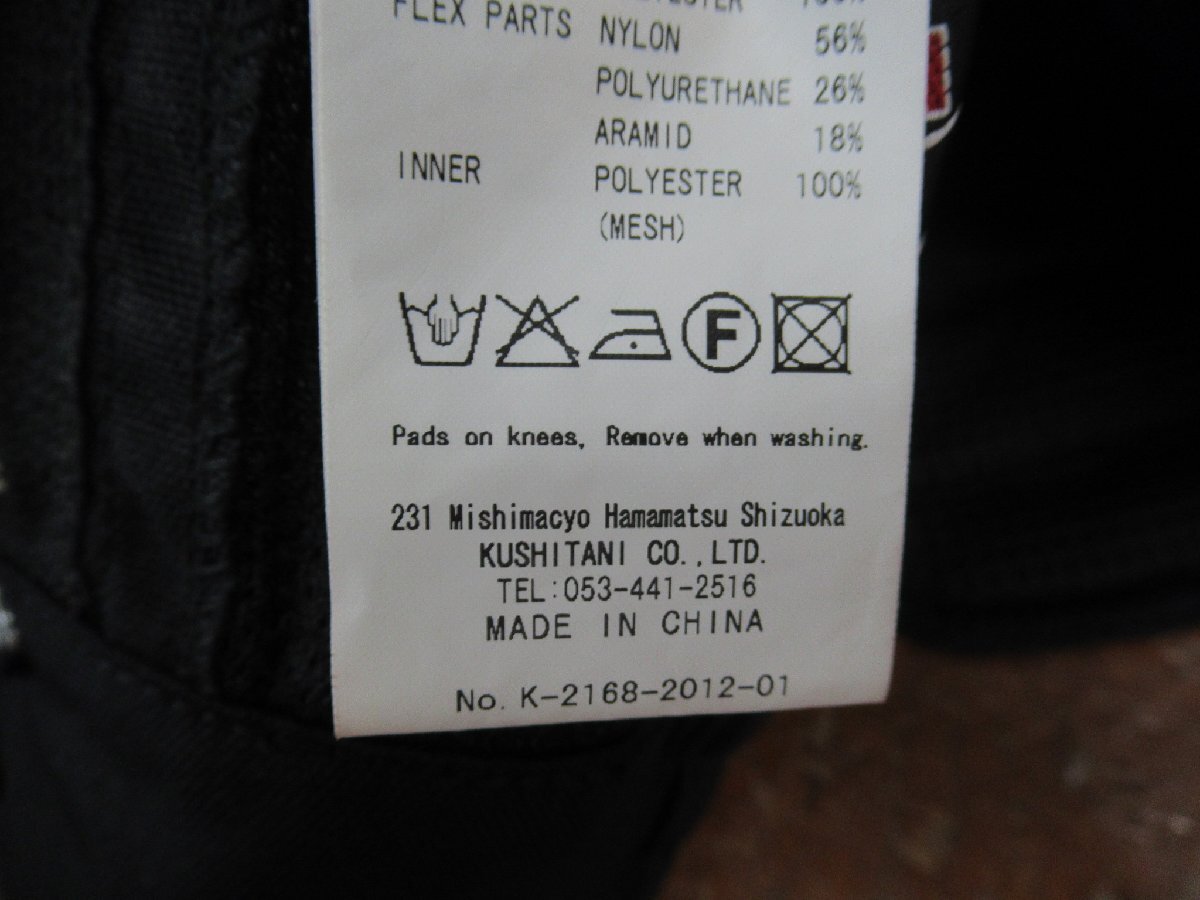 FLEX PARTS NYLON 56%
POLYURETHANE 26%
ARAMID 18%
INNER POLYESTER 100%
(MESH)
F
Pads on knees, Remove when washing.
231 Mishimacyo Hamamatsu Shizuoka
KUSHITANI CO.,LTD.
TEL:053-441-2516
MADE IN CHINA
No. K-2168-2012-01